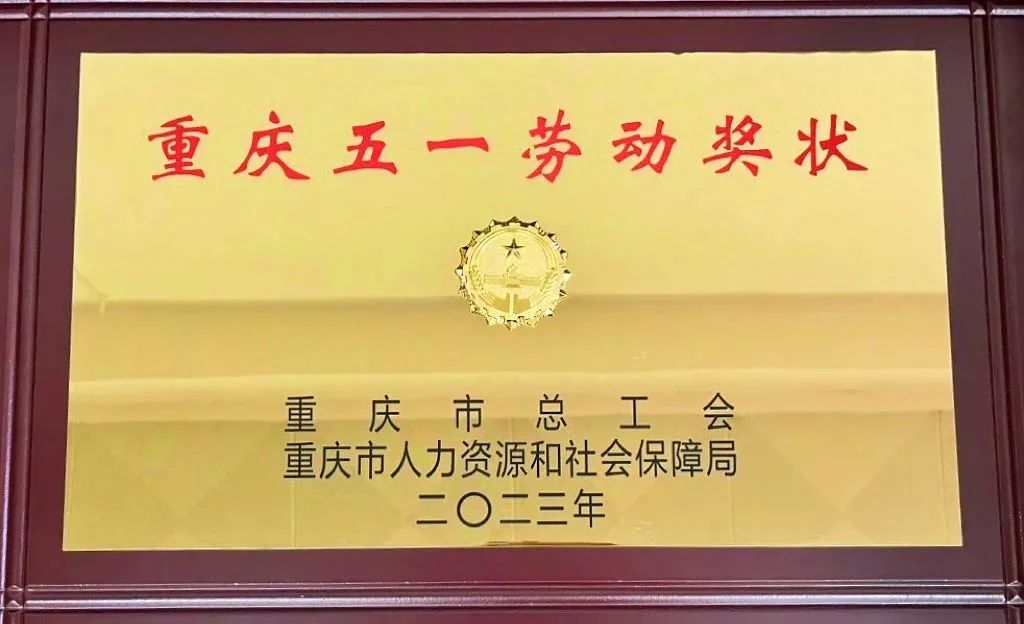 重庆五一劳动奖状
重庆市总工会
重庆市人力资源和社会保障局
二〇二三年